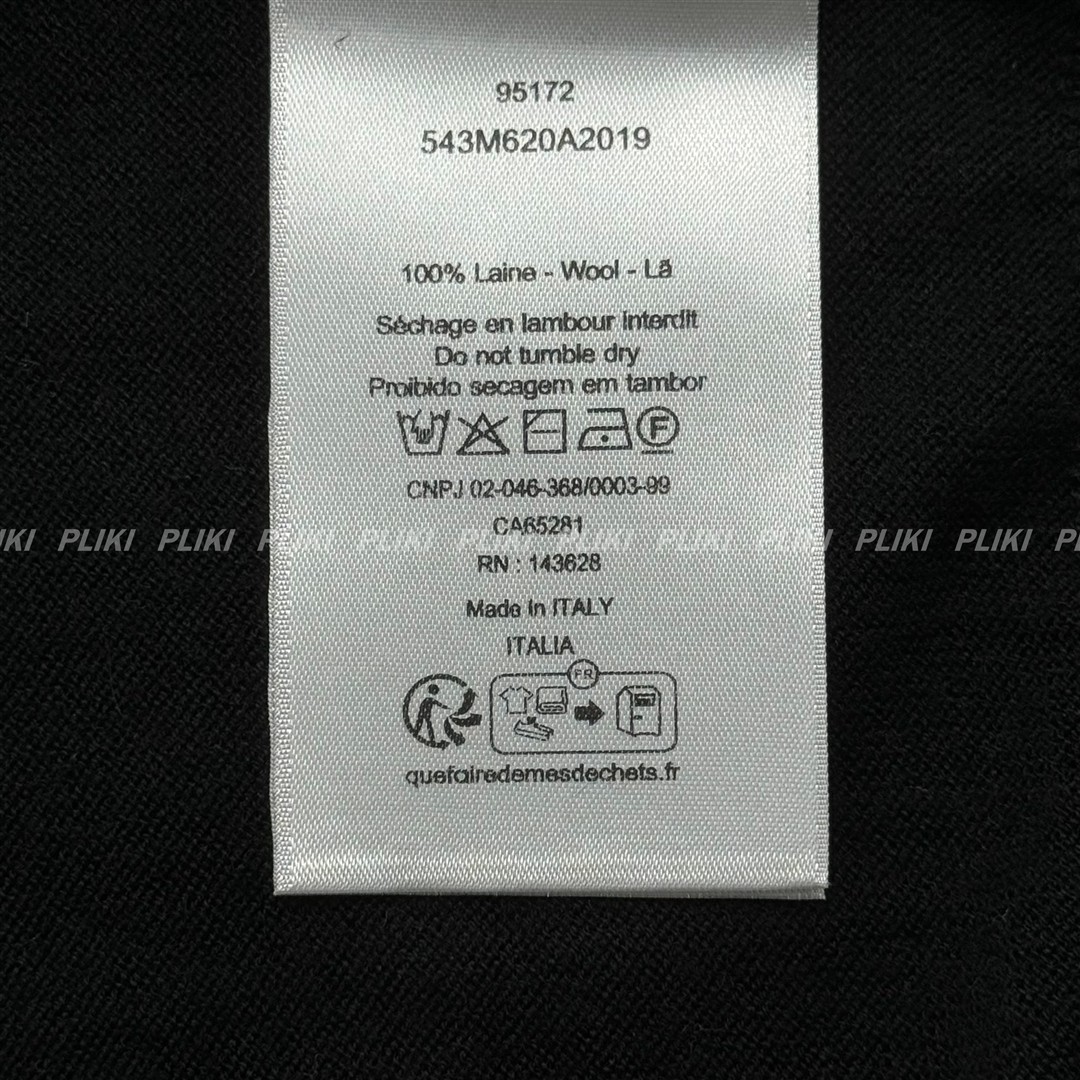 95172
543M620A2019
100% Laine - Wool - Lã
Séchage en tambour interdit
Do not tumble dry
Proibido secagem em tambor
F
CNPJ 02-046-368/0003-99
CA65281
PLIKI PLIKI PLIKI PLIKI PLIKI PLIKI PLIKI PLIKI PLIKI
RN : 143628
Made in ITALY
ITALIA
FR
quefairedemesdechets.fr